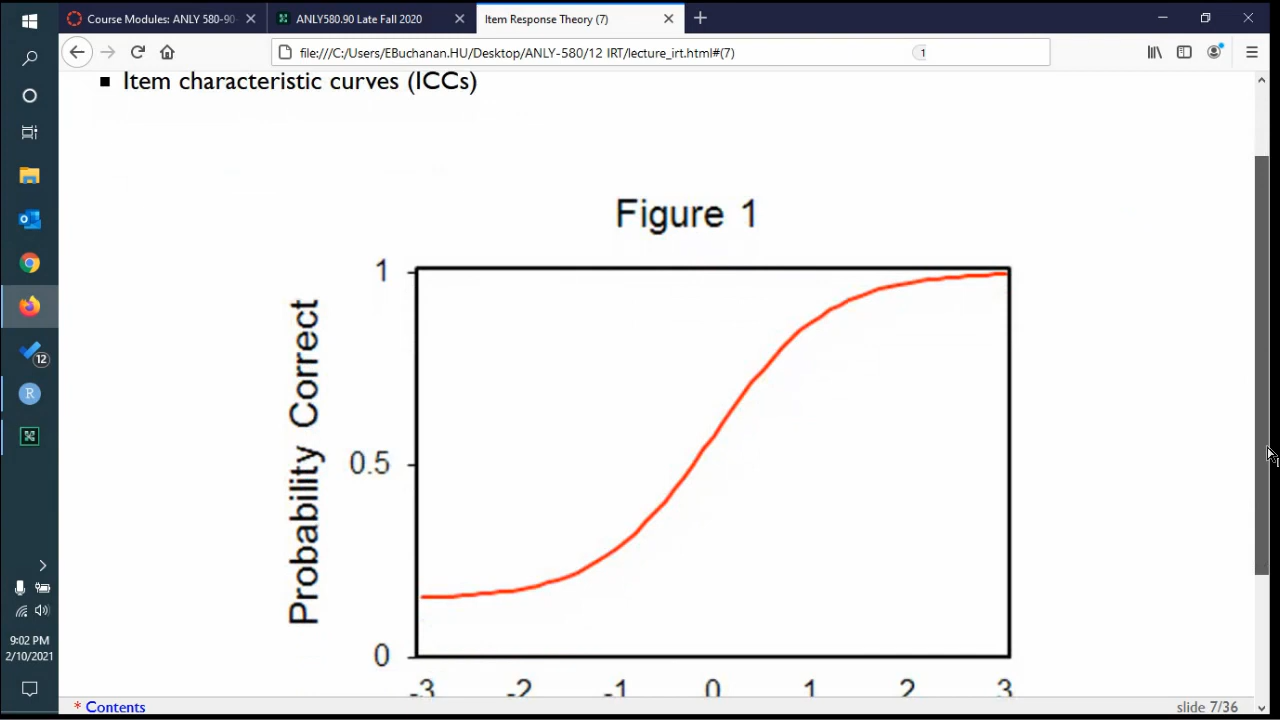 Course Modules: ANLY 580-90-
ANLY580.90 Late Fall 2020
Item Response Theory (7)
file:///C:/Users/EBuchanan.HU/Desktop/ANLY-580/12 IRT/lecture_irt.html#(7)
1
Item characteristic curves (ICCs)
Figure 1
Probability Correct
1
0.5
0
-3 -2 -1 0 1 2 3
* Contents
slide 7/36
12
R
9:02 PM
2/10/2021